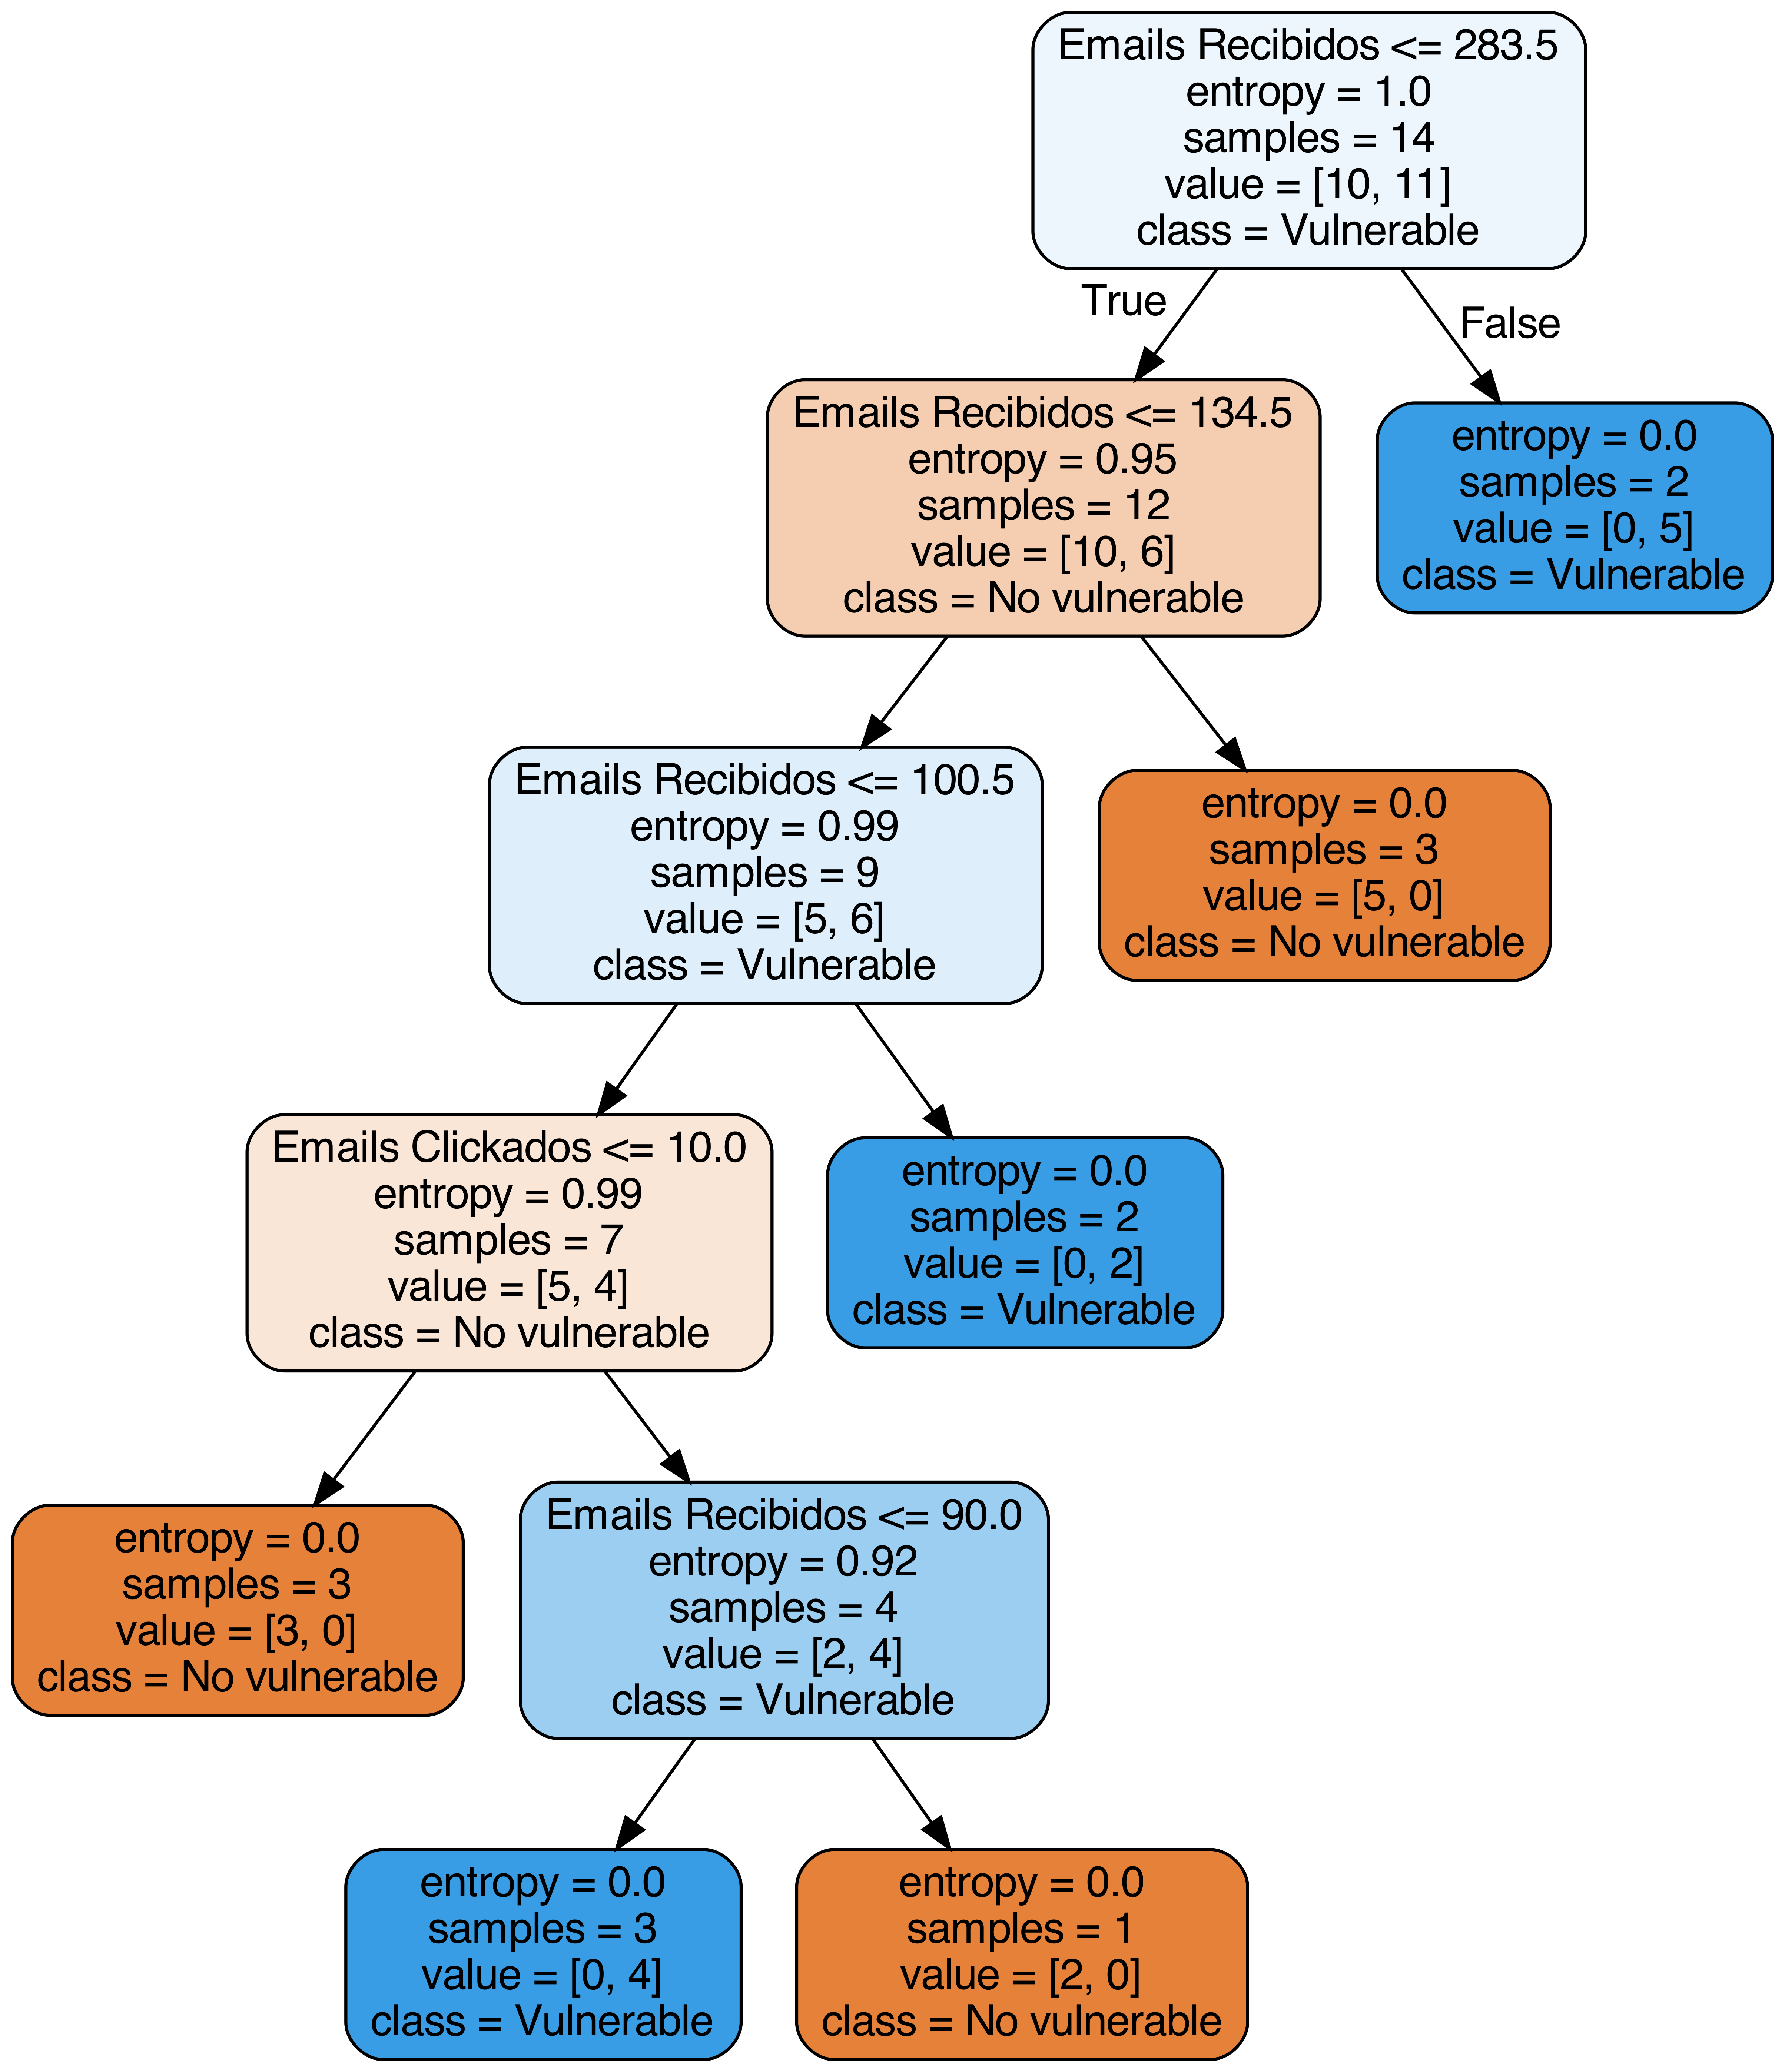 Emails Recibidos <= 283.5
entropy = 1.0
samples = 14
value = [10, 11]
class = Vulnerable
True
False
Emails Recibidos <= 134.5
entropy = 0.95
samples = 12
value = [10, 6]
class = No vulnerable
entropy = 0.0
samples = 2
value = [0, 5]
class = Vulnerable
Emails Recibidos <= 100.5
entropy = 0.99
samples = 9
value = [5, 6]
class = Vulnerable
entropy = 0.0
samples = 3
value = [5, 0]
class = No vulnerable
Emails Clickados <= 10.0
entropy = 0.99
samples = 7
value = [5, 4]
class = No vulnerable
entropy = 0.0
samples = 2
value = [0, 2]
class = Vulnerable
entropy = 0.0
samples = 3
value = [3, 0]
class = No vulnerable
Emails Recibidos <= 90.0
entropy = 0.92
samples = 4
value = [2, 4]
class = Vulnerable
entropy = 0.0
samples = 3
value = [0, 4]
class = Vulnerable
entropy = 0.0
samples = 1
value = [2, 0]
class = No vulnerable